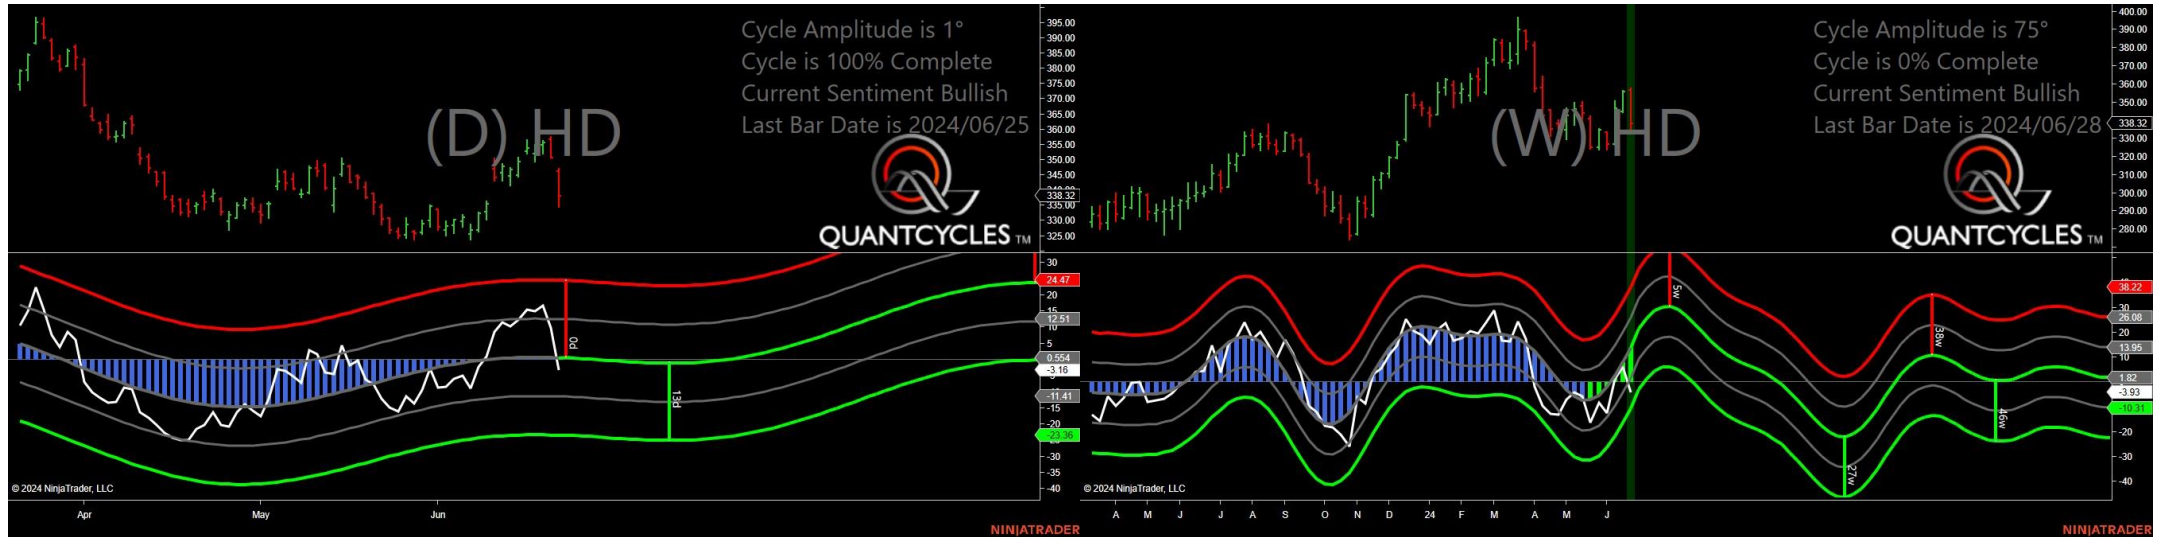 Cycle Amplitude is 1°
Cycle is 100% Complete
Current Sentiment Bullish
Last Bar Date is 2024/06/25
(D) HD
QUANTCYCLES TM
395.00
390.00
385.00
380.00
375.00
370.00
365.00
360.00
355.00
350.00
345.00
338.32
335.00
330.00
325.00
30
24.47
20
15
12.51
5
0.554
-3.16
-11.41
-15
-20
-23.36
-30
-35
-40
0d
13d
© 2024 NinjaTrader, LLC
Apr May Jun
NINJATRADER
Cycle Amplitude is 75°
Cycle is 0% Complete
Current Sentiment Bullish
Last Bar Date is 2024/06/28
(W) HD
QUANTCYCLES TM
400.00
390.00
380.00
370.00
360.00
350.00
338.32
330.00
320.00
310.00
300.00
290.00
280.00
38.22
30
26.08
20
13.95
10
1.82
-3.93
-10.31
-20
-30
-40
5w
27w
38w
46w
© 2024 NinjaTrader, LLC
A M J J A S O N D 24 F M A M J
NINJATRADER